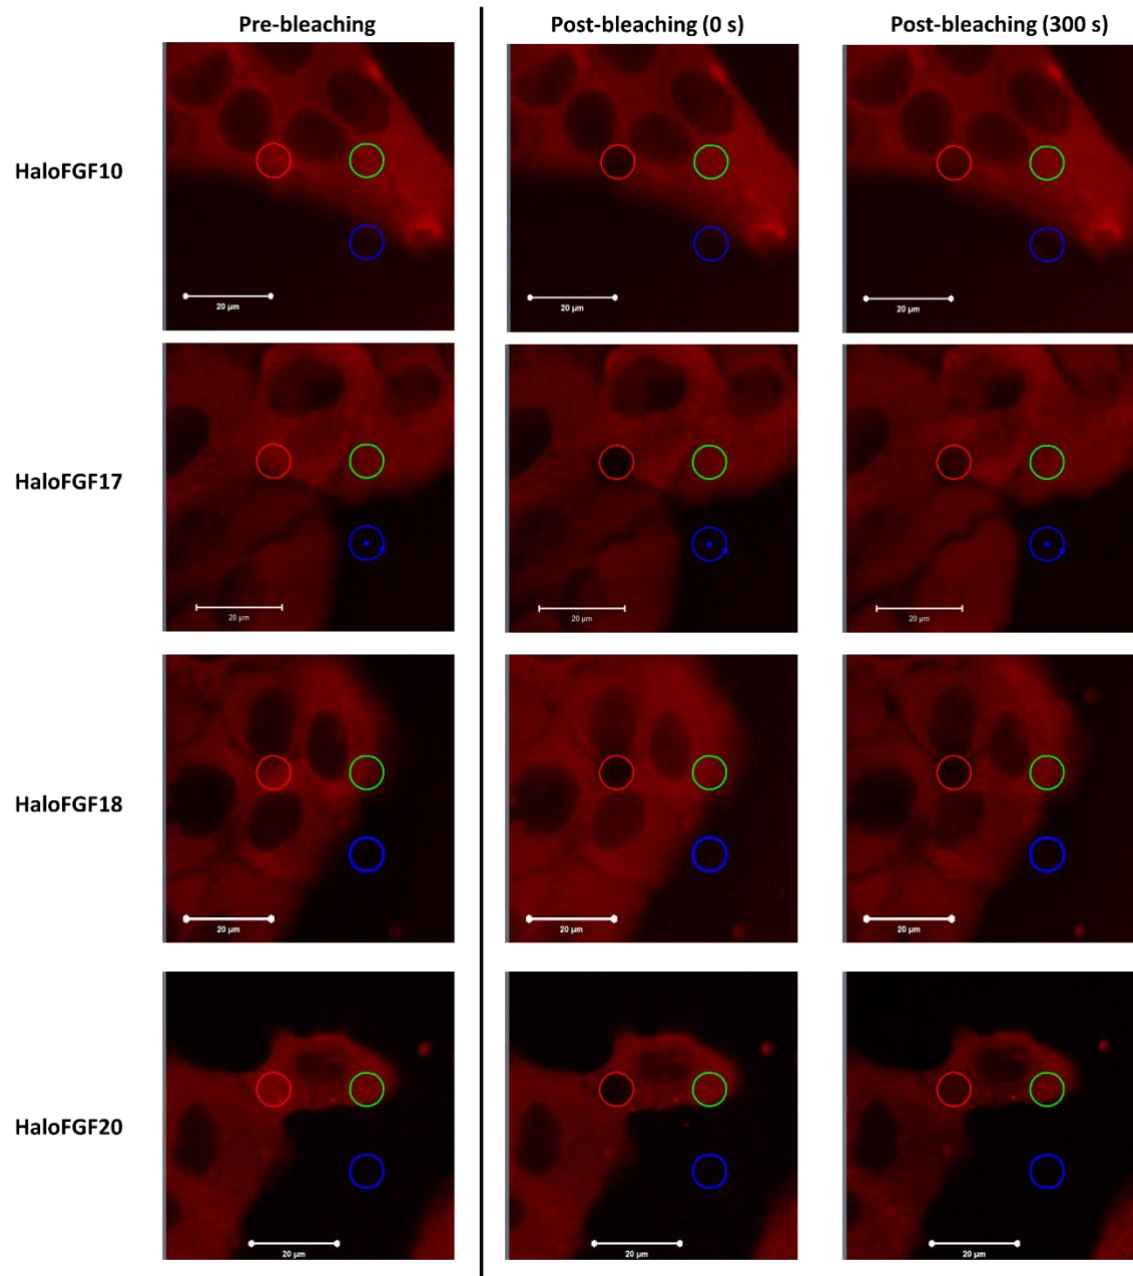 Pre-bleaching Post-bleaching (0 s) Post-bleaching (300 s)
HaloFGF10
20 µm 20 µm 20 µm
HaloFGF17
20 µm 20 µm 20 µm
HaloFGF18
20 µm 20 µm 20 µm
HaloFGF20
20 µm 20 µm 20 µm